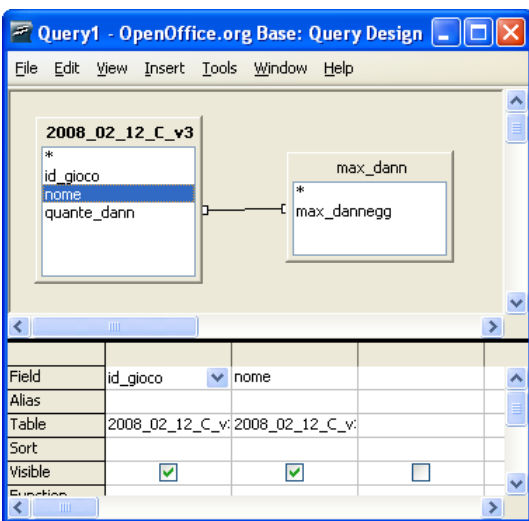 Query1 - OpenOffice.org Base: Query Design
File Edit View Insert Tools Window Help
2008_02_12_C_v3
*
id_gioco
nome
quante_dann
max_dann
*
max_dannegg
Field id_gioco nome
Alias
Table 2008_02_12_C_v 2008_02_12_C_v
Sort
Visible
Function